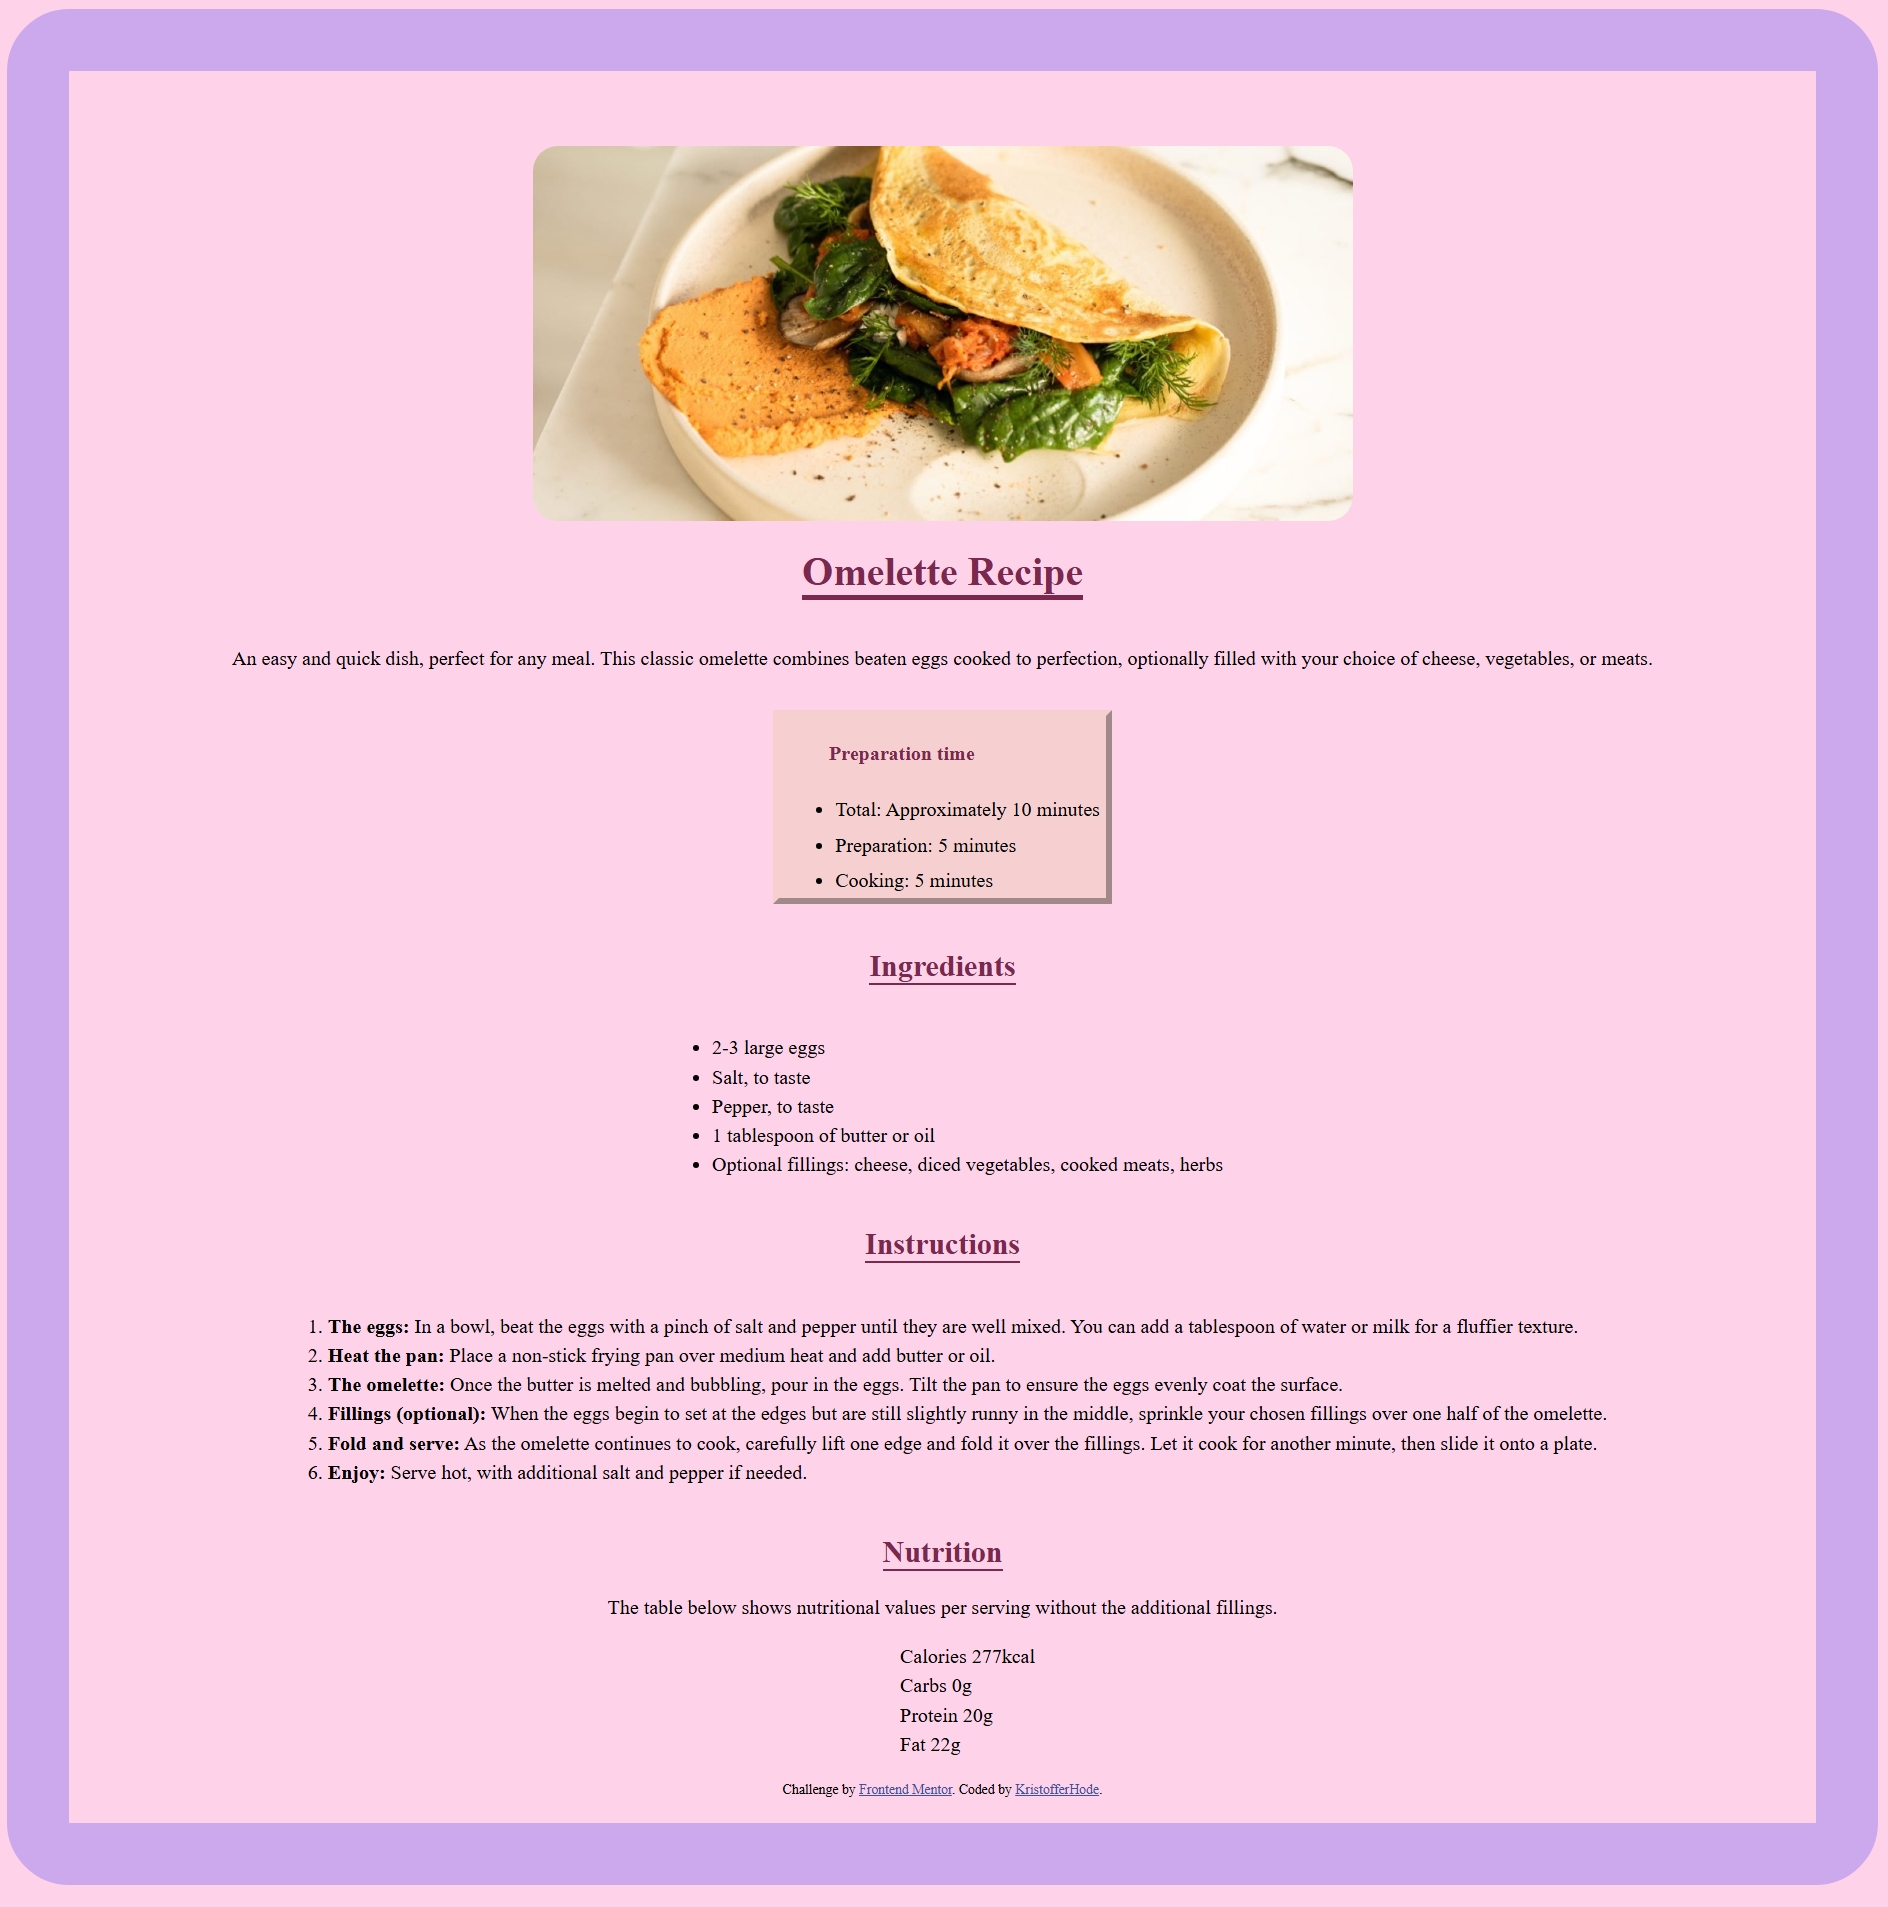 Omelette Recipe
An easy and quick dish, perfect for any meal. This classic omelette combines beaten eggs cooked to perfection, optionally filled with your choice of cheese, vegetables, or meats.
Preparation time
• Total: Approximately 10 minutes
• Preparation: 5 minutes
• Cooking: 5 minutes
Ingredients
• 2-3 large eggs
• Salt, to taste
• Pepper, to taste
• 1 tablespoon of butter or oil
• Optional fillings: cheese, diced vegetables, cooked meats, herbs
Instructions
1. The eggs: In a bowl, beat the eggs with a pinch of salt and pepper until they are well mixed. You can add a tablespoon of water or milk for a fluffier texture.
2. Heat the pan: Place a non-stick frying pan over medium heat and add butter or oil.
3. The omelette: Once the butter is melted and bubbling, pour in the eggs. Tilt the pan to ensure the eggs evenly coat the surface.
4. Fillings (optional): When the eggs begin to set at the edges but are still slightly runny in the middle, sprinkle your chosen fillings over one half of the omelette.
5. Fold and serve: As the omelette continues to cook, carefully lift one edge and fold it over the fillings. Let it cook for another minute, then slide it onto a plate.
6. Enjoy: Serve hot, with additional salt and pepper if needed.
Nutrition
The table below shows nutritional values per serving without the additional fillings.
Calories 277kcal
Carbs 0g
Protein 20g
Fat 22g
Challenge by Frontend Mentor. Coded by KristofferHode.